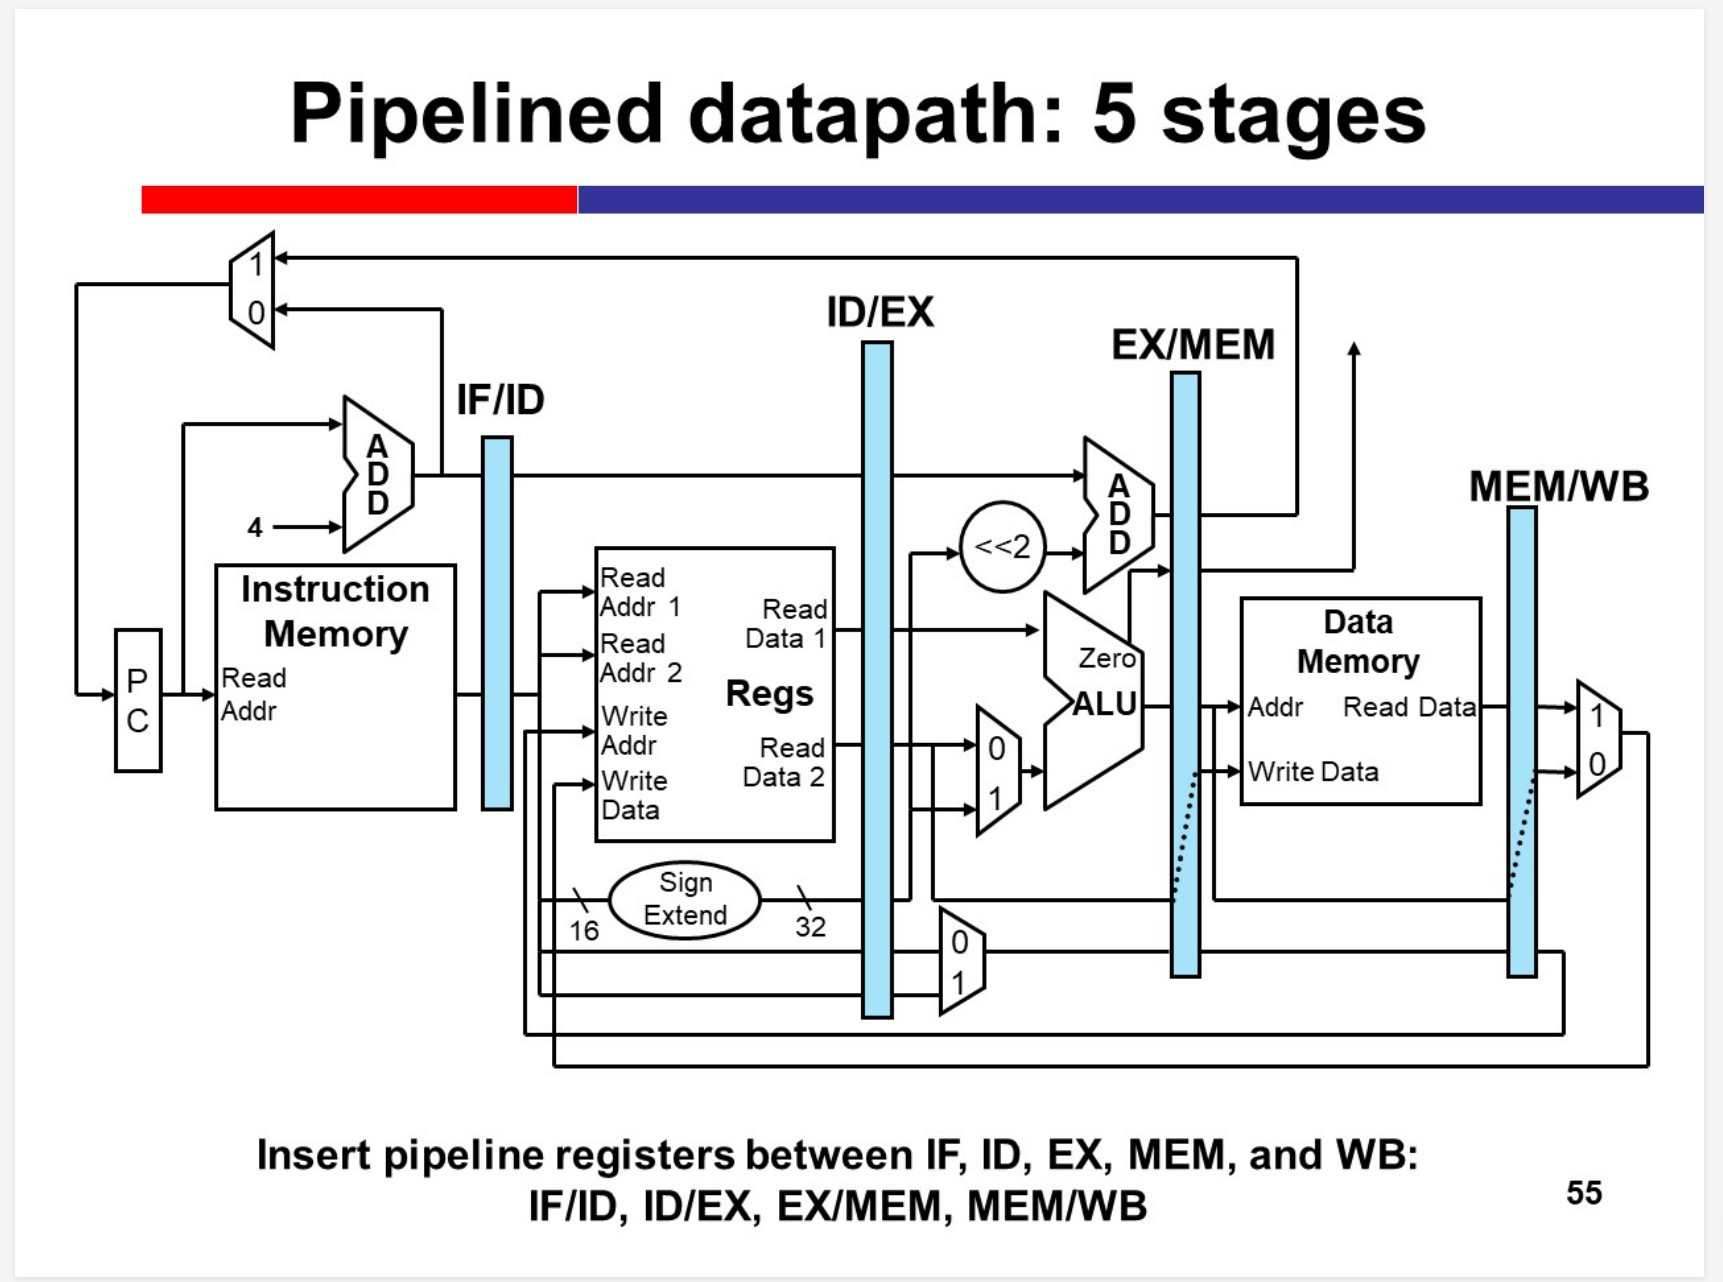 Pipelined datapath: 5 stages
1
0
ID/EX
EX/MEM
IF/ID
MEM/WB
A
D
D
4
A
D
D
<<2
Instruction
Memory
Read
Addr
P
C
Read
Addr 1
Read
Addr 2
Write
Addr
Write
Data
Read
Data 1
Regs
Read
Data 2
Zero
ALU
0
1
Data
Memory
Addr
Read Data
Write Data
1
0
Sign
Extend
16
32
0
1
Insert pipeline registers between IF, ID, EX, MEM, and WB:
IF/ID, ID/EX, EX/MEM, MEM/WB
55